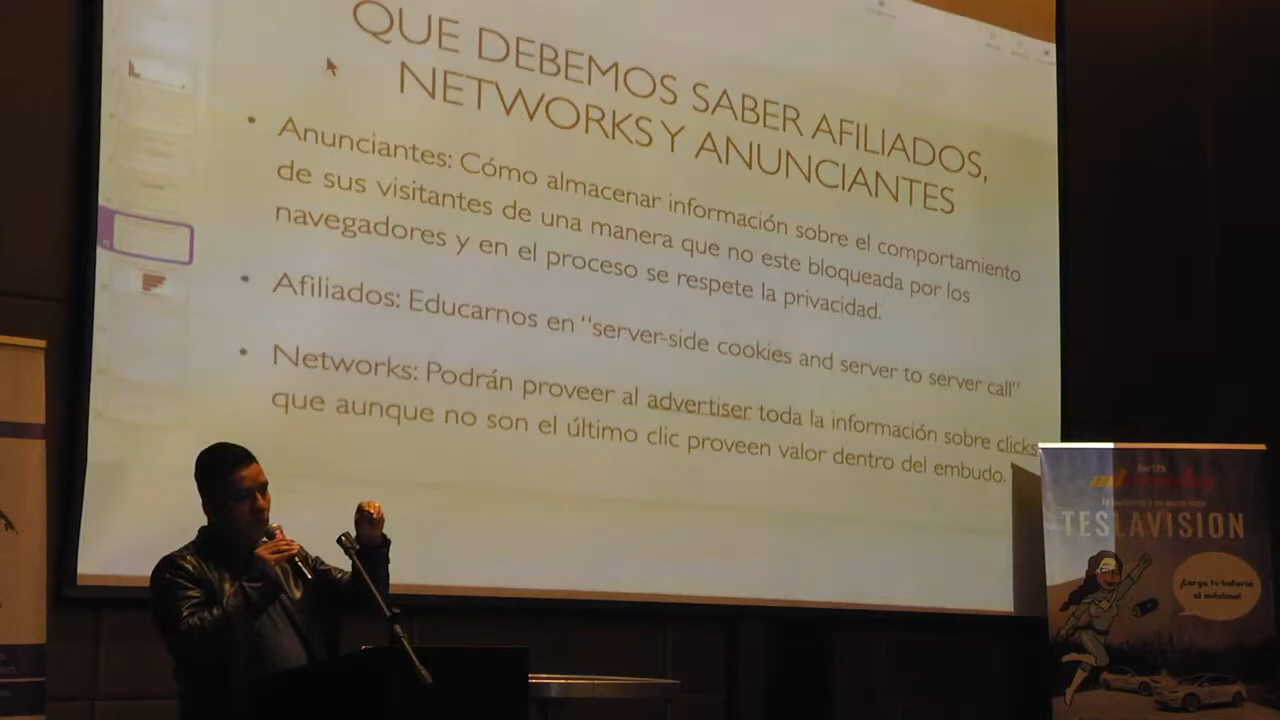 QUE DEBEMOS SABER AFILIADOS,
NETWORKS Y ANUNCIANTES
• Anunciantes: Cómo almacenar información sobre el comportamiento
de sus visitantes de una manera que no este bloqueada por los
navegadores y en el proceso se respete la privacidad.
• Afiliados: Educarnos en “server-side cookies and server to server call”
• Networks: Podrán proveer al advertiser toda la información sobre clicks
que aunque no son el último clic proveen valor dentro del embudo.
TESLAVISION
¡Carga tu batería
al máximo!